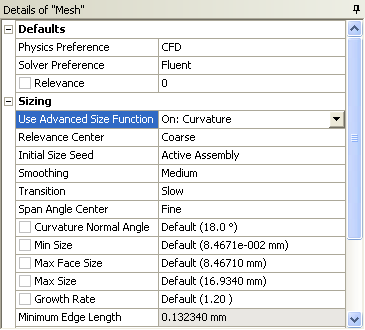 Details of "Mesh"
Defaults
Physics Preference CFD
Solver Preference Fluent
Relevance 0
Sizing
Use Advanced Size Function On: Curvature
Relevance Center Coarse
Initial Size Seed Active Assembly
Smoothing Medium
Transition Slow
Span Angle Center Fine
Curvature Normal Angle Default (18.0 °)
Min Size Default (8.4671e-002 mm)
Max Face Size Default (8.46710 mm)
Max Size Default (16.9340 mm)
Growth Rate Default (1.20 )
Minimum Edge Length 0.132340 mm